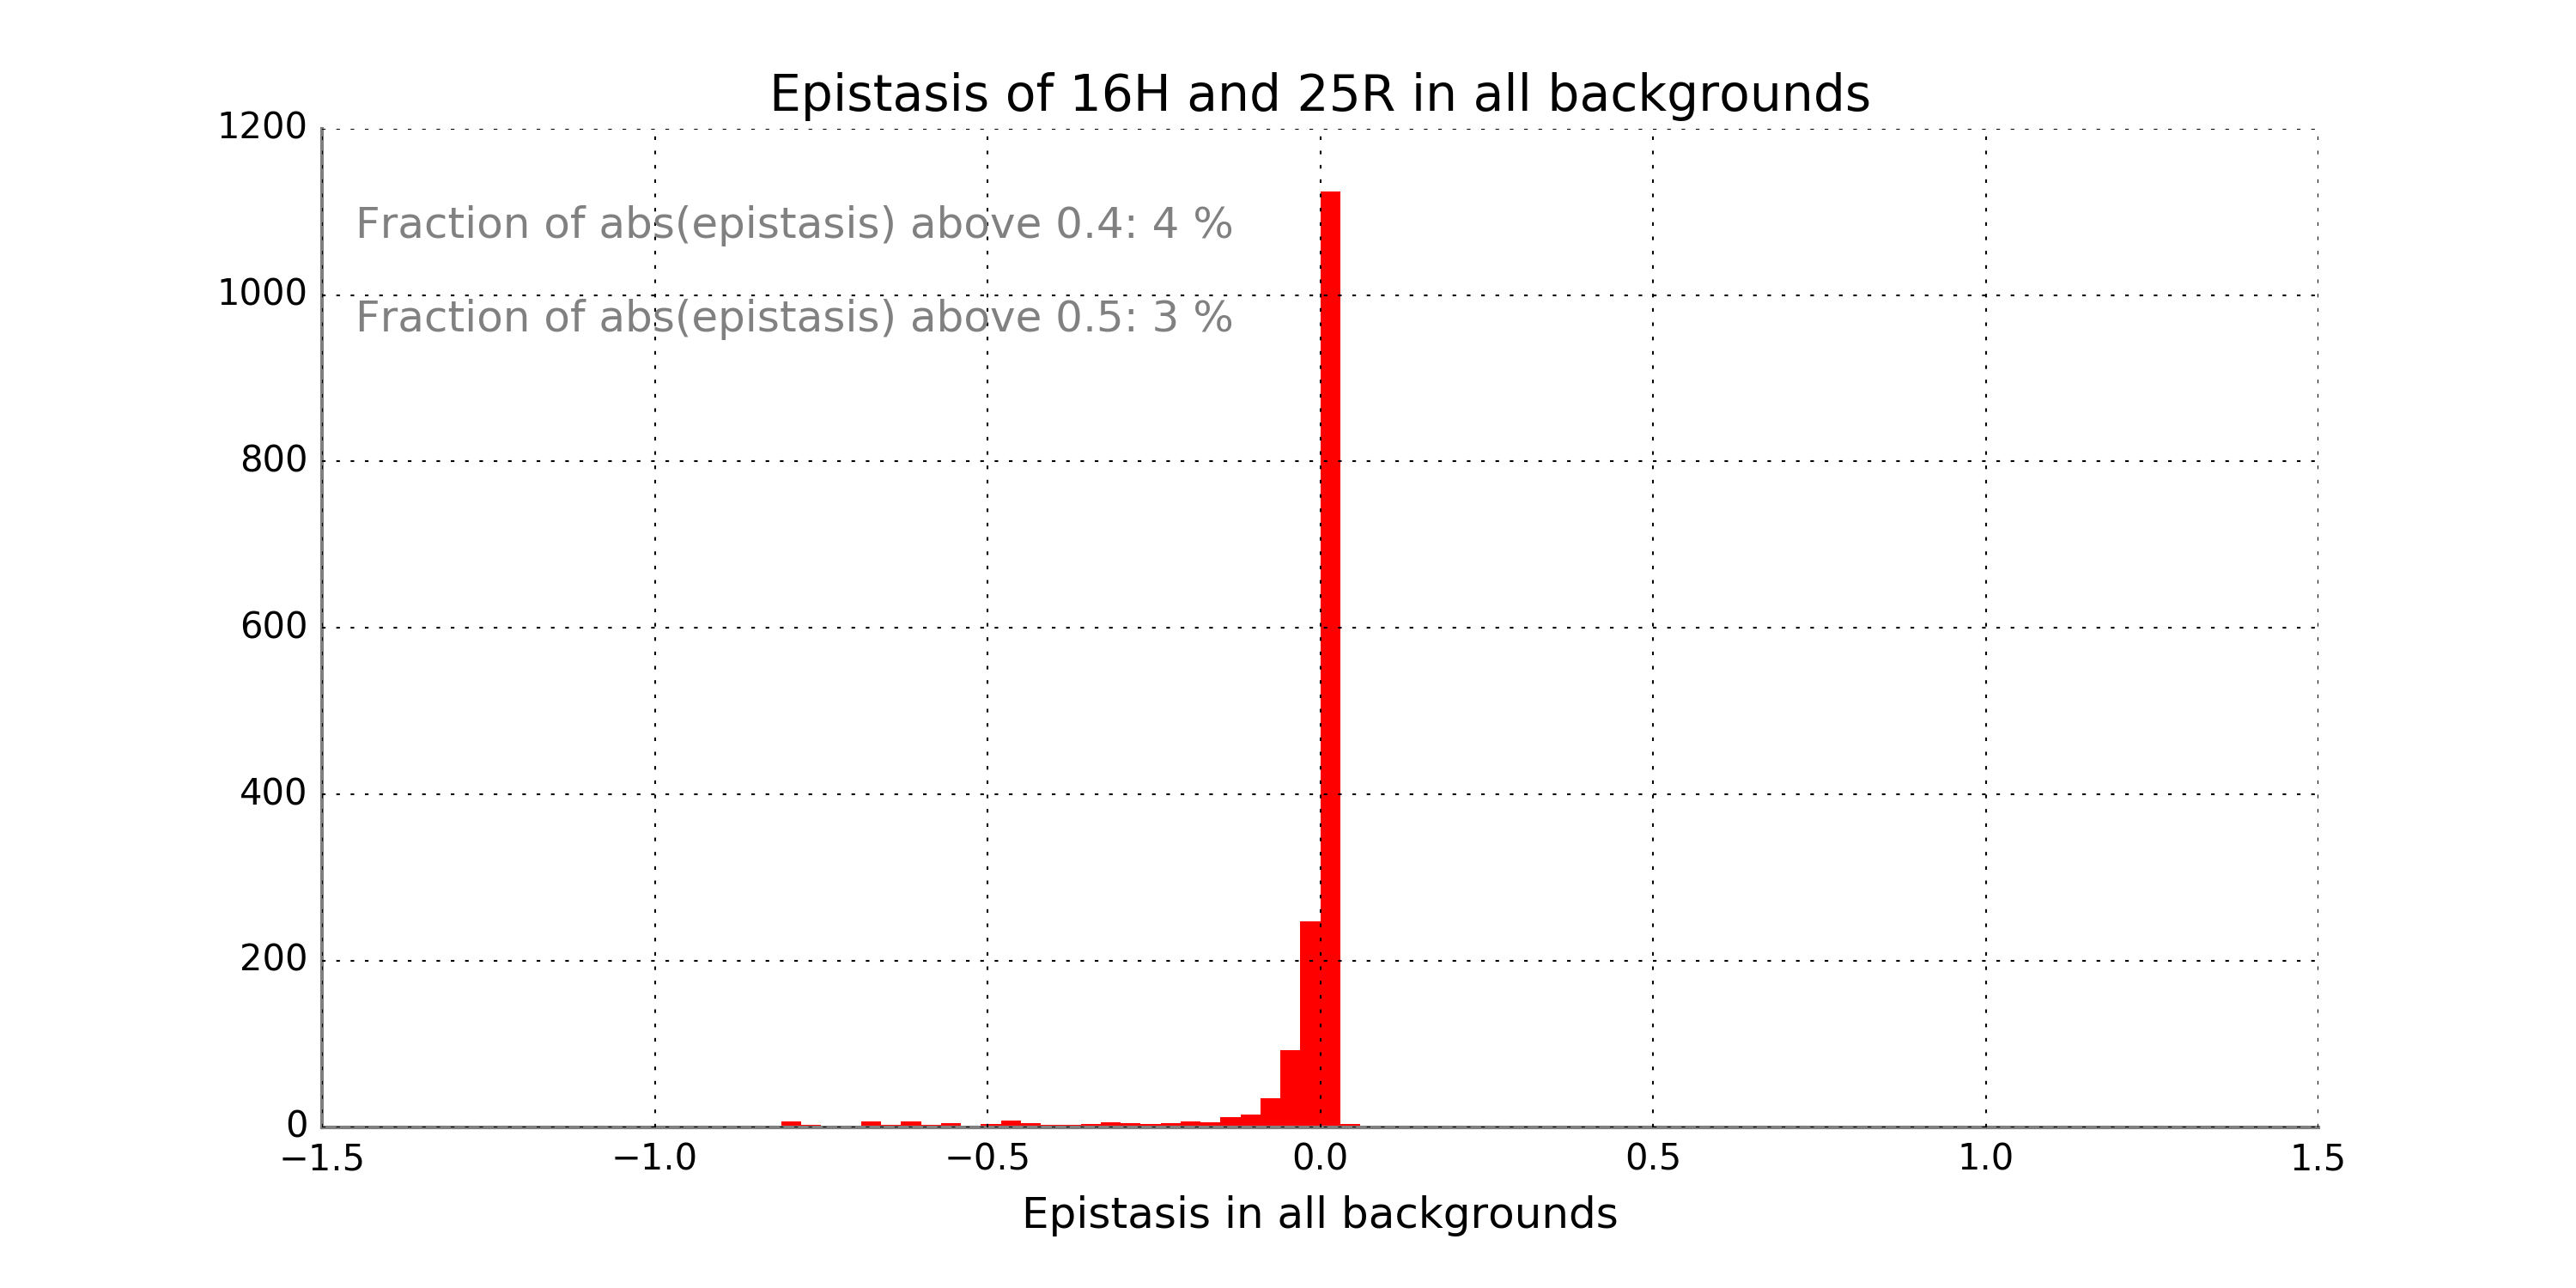 Epistasis of 16H and 25R in all backgrounds
1200
Fraction of abs(epistasis) above 0.4: 4 %
1000
Fraction of abs(epistasis) above 0.5: 3 %
800
600
400
200
0
−1.5 −1.0 −0.5 0.0 0.5 1.0 1.5
Epistasis in all backgrounds